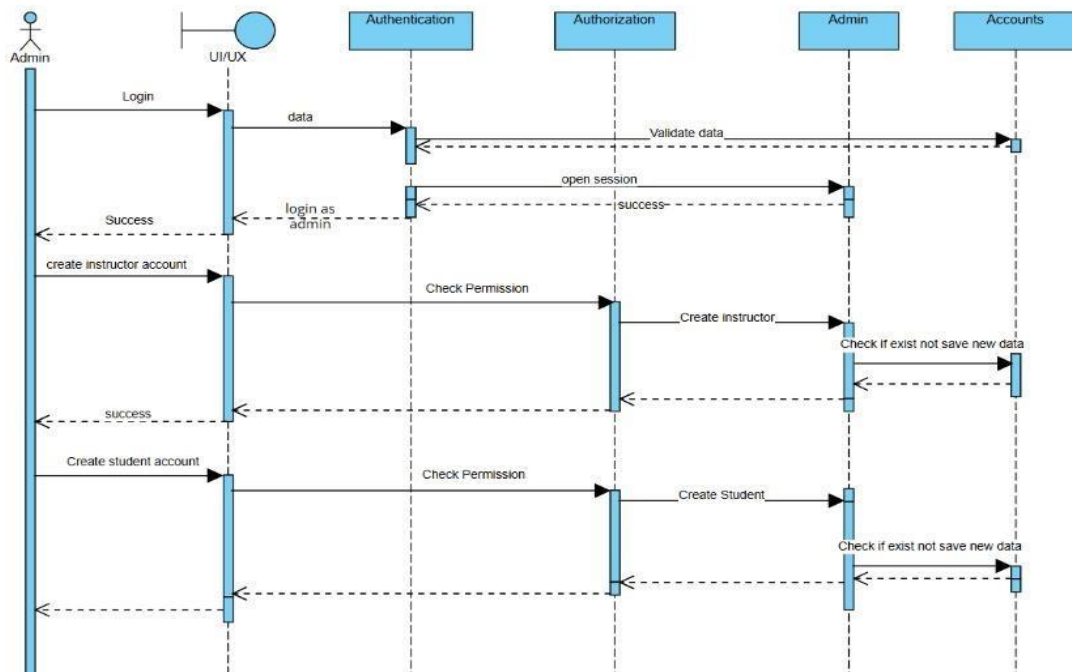 Authentication
Authorization
Admin
Accounts
Admin
UI/UX
Login
data
Validate data
open session
success
login as
admin
Success
create instructor account
Check Permission
Create instructor
Check if exist not save new data
success
Create student account
Check Permission
Create Student
Check if exist not save new data